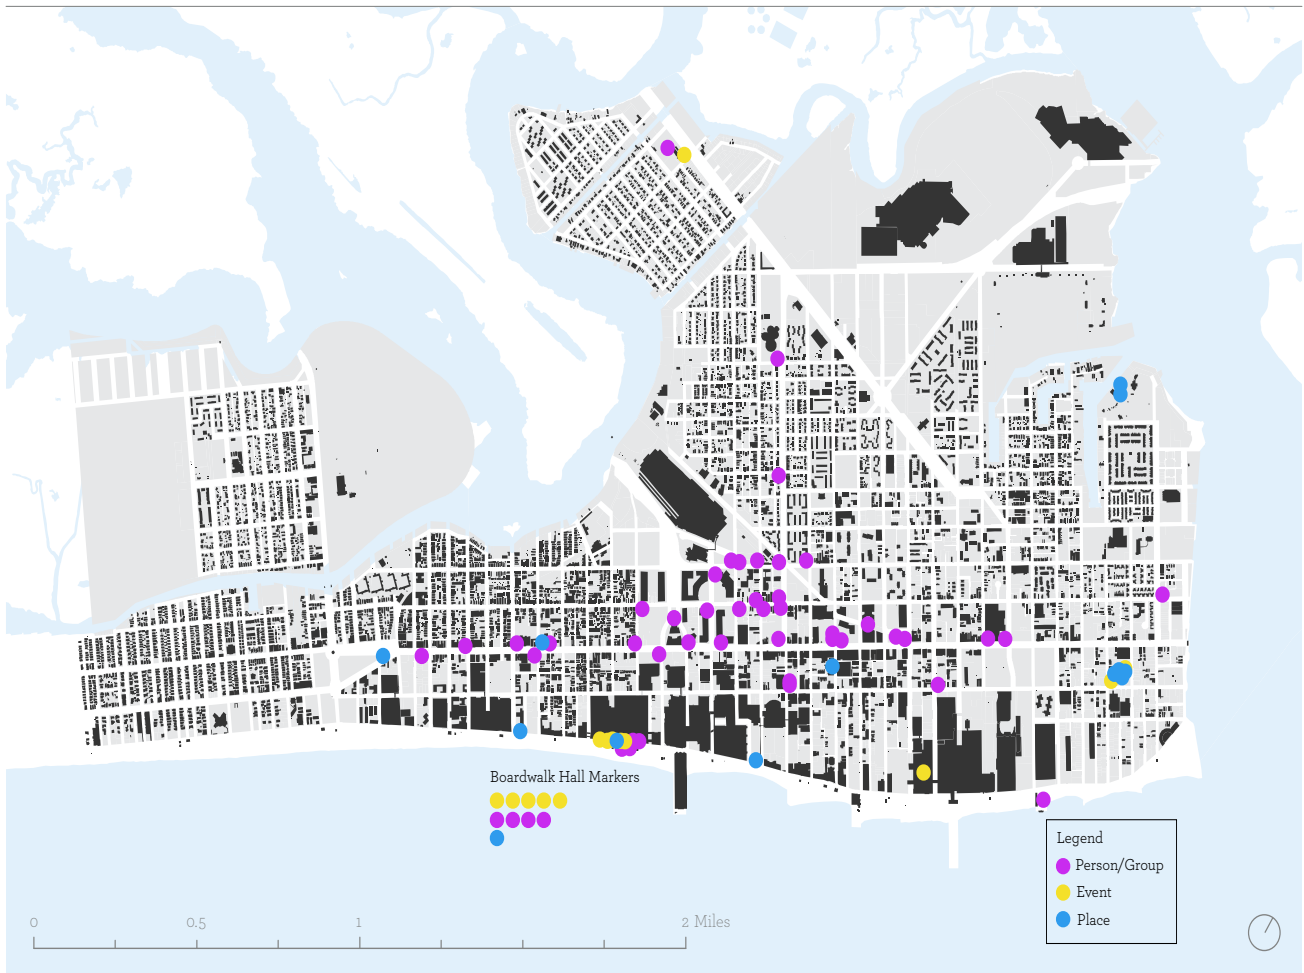 Boardwalk Hall Markers
Legend
Person/Group
Event
Place
0 0.5 1 2 Miles